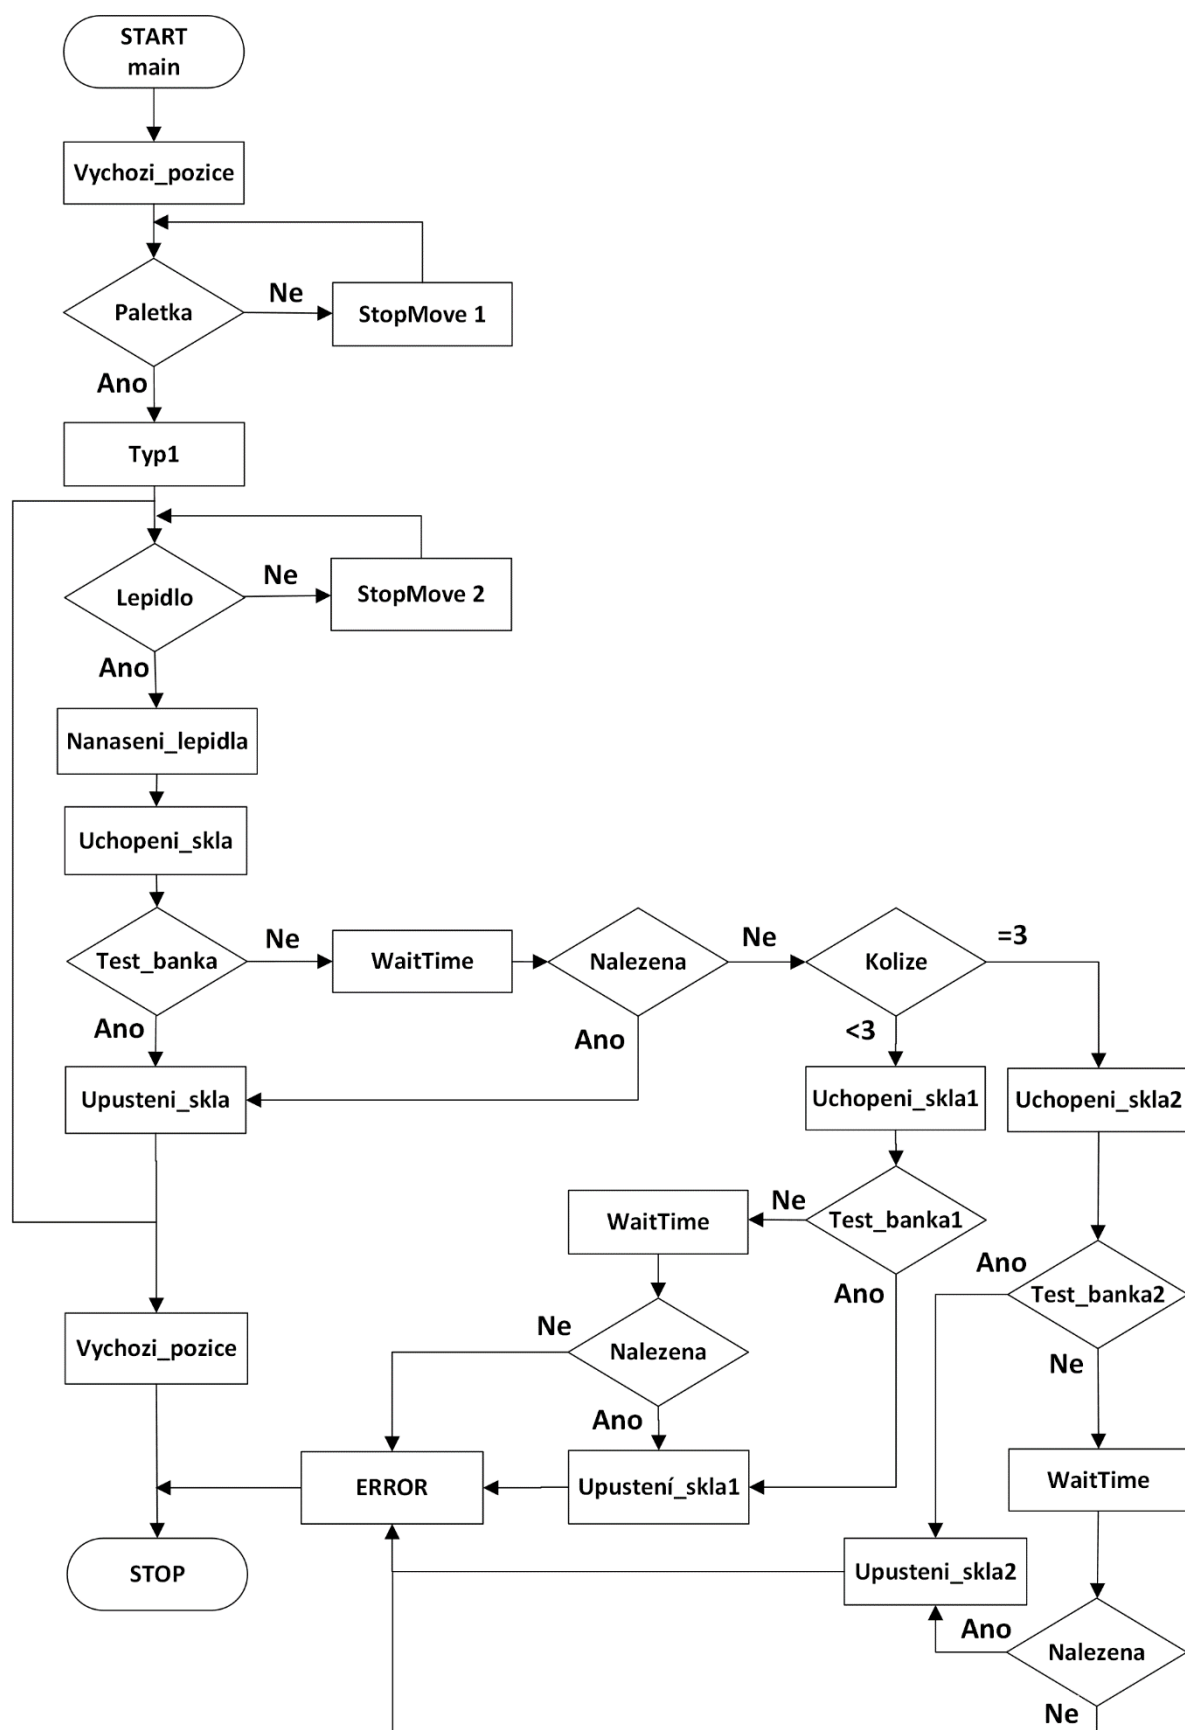 START
main
Vychozi_pozice
Paletka
Ne
StopMove 1
Ano
Typ1
Lepidlo
Ne
StopMove 2
Ano
Nanaseni_lepidla
Uchopeni_skla
Test_banka
Ne
WaitTime
Nalezena
Ne
Kolize
=3
Ano
Ano
<3
Upusteni_skla
Uchopeni_skla1
Uchopeni_skla2
WaitTime
Ne
Test_banka1
Ano
Ano
Test_banka2
Vychozi_pozice
Ne
Nalezena
Ne
Ano
ERROR
Upustení_skla1
WaitTime
STOP
Upusteni_skla2
Ano
Nalezena
Ne